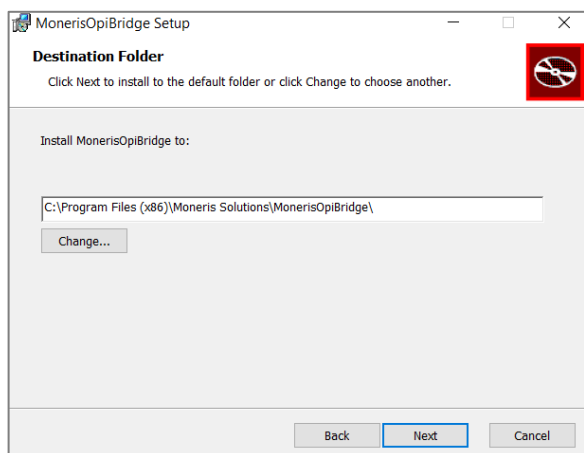 MonerisOpiBridge Setup
Destination Folder
Click Next to install to the default folder or click Change to choose another.
Install MonerisOpiBridge to:
C:\Program Files (x86)\Moneris Solutions\MonerisOpiBridge\
Change...
Back Next Cancel